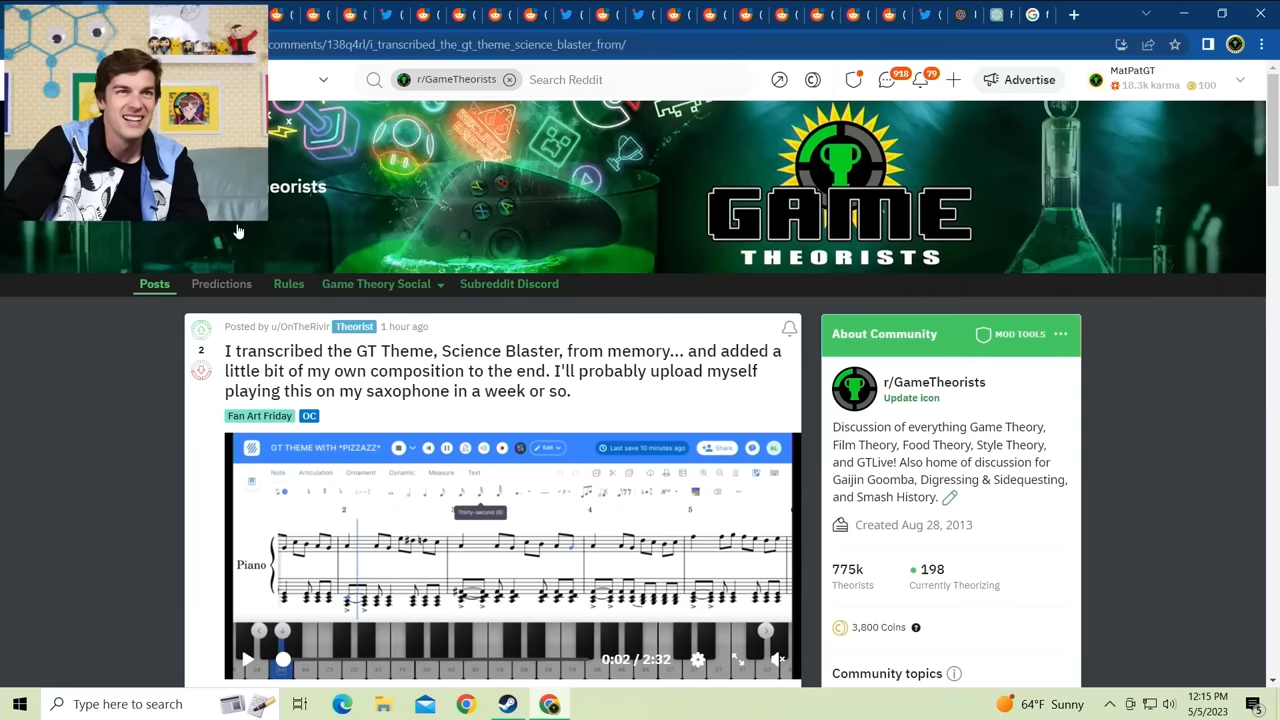 comments/138q4rl/i_transcribed_the_gt_theme_science_blaster_from/
r/GameTheorists
Search Reddit
918
79
Advertise
MatPatGT
18.3k karma
100
eorists
GAME
THEORISTS
Posts
Predictions
Rules
Game Theory Social
Subreddit Discord
Posted by u/OnTheRivir Theorist 1 hour ago
2
I transcribed the GT Theme, Science Blaster, from memory... and added a
little bit of my own composition to the end. I'll probably upload myself
playing this on my saxophone in a week or so.
Fan Art Friday OC
GT THEME WITH *PIZZAZZ*
Edit
Last save 10 minutes ago
Share
AL
Note Articulation Ornament Dynamic Measure Text
Thirty-second (6)
2
3
4
5
Piano
0:02 / 2:32
About Community
MOD TOOLS
r/GameTheorists
Update icon
Discussion of everything Game Theory,
Film Theory, Food Theory, Style Theory,
and GTLive! Also home of discussion for
Gaijin Goomba, Digressing & Sidequesting,
and Smash History.
Created Aug 28, 2013
775k
198
Theorists
Currently Theorizing
3,800 Coins
Community topics
Type here to search
64°F Sunny
12:15 PM
5/5/2023
5